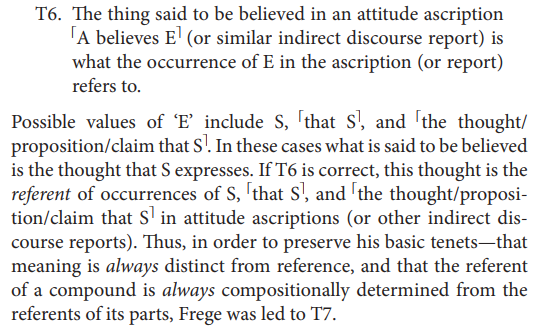 T6. The thing said to be believed in an attitude ascription
⌜A believes E⌝ (or similar indirect discourse report) is
what the occurrence of E in the ascription (or report)
refers to.
Possible values of ‘E’ include S, ⌜that S⌝, and ⌜the thought/
proposition/claim that S⌝. In these cases what is said to be believed
is the thought that S expresses. If T6 is correct, this thought is the
referent of occurrences of S, ⌜that S⌝, and ⌜the thought/proposi-
tion/claim that S⌝ in attitude ascriptions (or other indirect dis-
course reports). Thus, in order to preserve his basic tenets—that
meaning is always distinct from reference, and that the referent
of a compound is always compositionally determined from the
referents of its parts, Frege was led to T7.